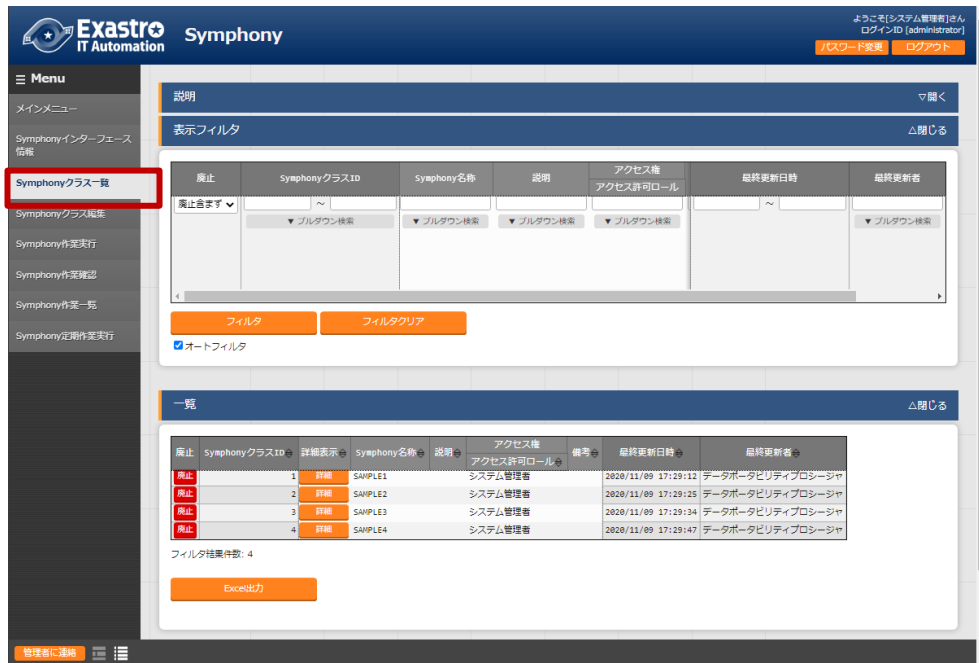 Exastro
IT Automation
Symphony
ようこそ[システム管理者]さん
ログインID [administrator]
パスワード変更 ログアウト
Menu
メインメニュー
Symphonyインターフェース
情報
Symphonyクラス一覧
Symphonyクラス編集
Symphony作業実行
Symphony作業確認
Symphony作業一覧
Symphony定期作業実行
説明 ▽開く
表示フィルタ △閉じる
廃止 SymphonyクラスID Symphony名称 説明 アクセス権 最終更新日時 最終更新者
アクセス許可ロール
廃止含まず ~ ~
▼ プルダウン検索 ▼ プルダウン検索 ▼ プルダウン検索 ▼ プルダウン検索 ▼ プルダウン検索
フィルタ フィルタクリア
オートフィルタ
一覧 △閉じる
廃止 SymphonyクラスID 詳細表示 Symphony名称 説明 アクセス権 備考 最終更新日時 最終更新者
アクセス許可ロール
廃止 1 詳細 SAMPLE1 システム管理者 2020/11/09 17:29:12 データポータビリティプロシージャ
廃止 2 詳細 SAMPLE2 システム管理者 2020/11/09 17:29:25 データポータビリティプロシージャ
廃止 3 詳細 SAMPLE3 システム管理者 2020/11/09 17:29:34 データポータビリティプロシージャ
廃止 4 詳細 SAMPLE4 システム管理者 2020/11/09 17:29:47 データポータビリティプロシージャ
フィルタ結果件数: 4
Excel出力
管理者に連絡